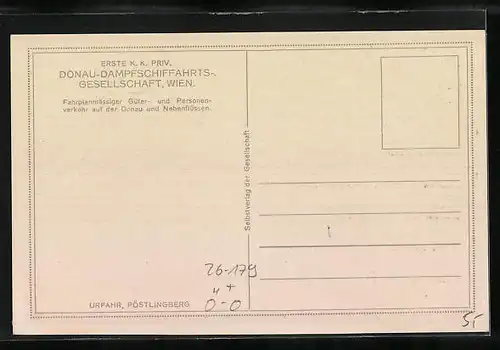 ERSTE K. K. PRIV.
DONAU-DAMPFSCHIFFAHRTS-
GESELLSCHAFT, WIEN.
Fahrplanmässiger Güter- und Personen-
verkehr auf der Donau und Nebenflüssen.
Selbstverlag der Gesellschaft
26-179
4+
0-0
URFAHR, PÖSTLINGBERG